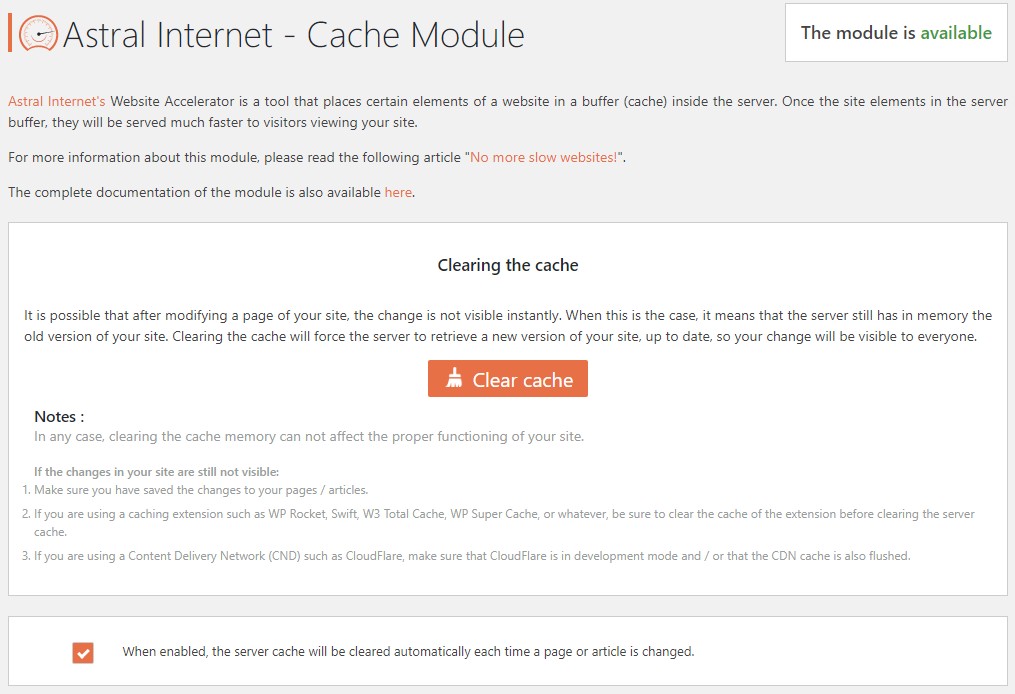 Astral Internet - Cache Module
The module is available
Astral Internet's Website Accelerator is a tool that places certain elements of a website in a buffer (cache) inside the server. Once the site elements in the server
buffer, they will be served much faster to visitors viewing your site.
For more information about this module, please read the following article "No more slow websites!".
The complete documentation of the module is also available here.
Clearing the cache
It is possible that after modifying a page of your site, the change is not visible instantly. When this is the case, it means that the server still has in memory the
old version of your site. Clearing the cache will force the server to retrieve a new version of your site, up to date, so your change will be visible to everyone.
Clear cache
Notes :
In any case, clearing the cache memory can not affect the proper functioning of your site.
If the changes in your site are still not visible:
1. Make sure you have saved the changes to your pages / articles.
2. If you are using a caching extension such as WP Rocket, Swift, W3 Total Cache, WP Super Cache, or whatever, be sure to clear the cache of the extension before clearing the server
cache.
3. If you are using a Content Delivery Network (CND) such as CloudFlare, make sure that CloudFlare is in development mode and / or that the CDN cache is also flushed.
When enabled, the server cache will be cleared automatically each time a page or article is changed.